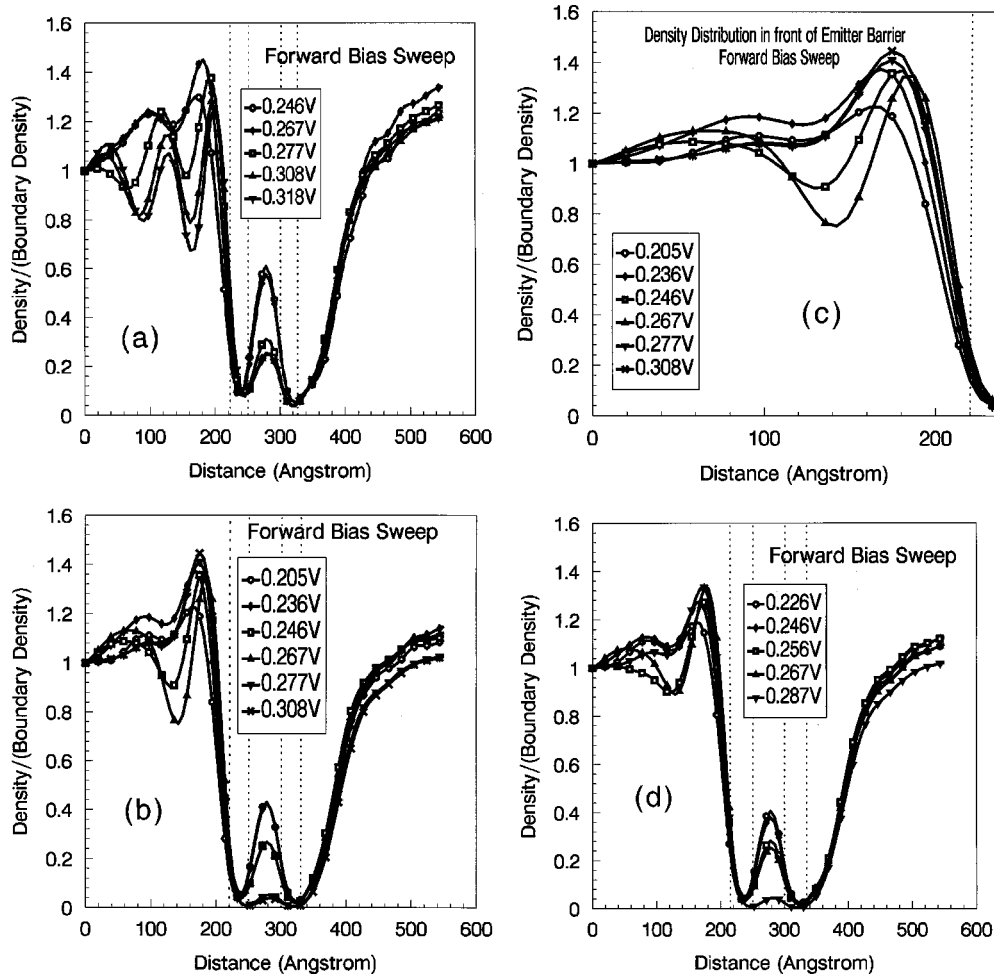 Density/(Boundary Density)
1.6
1.4
1.2
1
0.8
0.6
0.4
0.2
0
Forward Bias Sweep
0.246V
0.267V
0.277V
0.308V
0.318V
(a)
0 100 200 300 400 500 600
Distance (Angstrom)
Density/(Boundary Density)
1.6
1.4
1.2
1
0.8
0.6
0.4
0.2
0
Density Distribution in front of Emitter Barrier
Forward Bias Sweep
0.205V
0.236V
0.246V
0.267V
0.277V
0.308V
(c)
0 100 200
Distance (Angstrom)
Density/(Boundary Density)
1.6
1.4
1.2
1
0.8
0.6
0.4
0.2
0
Forward Bias Sweep
0.205V
0.236V
0.246V
0.267V
0.277V
0.308V
(b)
0 100 200 300 400 500 600
Distance (Angstrom)
Density/(Boundary Density)
1.6
1.4
1.2
1
0.8
0.6
0.4
0.2
0
Forward Bias Sweep
0.226V
0.246V
0.256V
0.267V
0.287V
(d)
0 100 200 300 400 500 600
Distance (Angstrom)